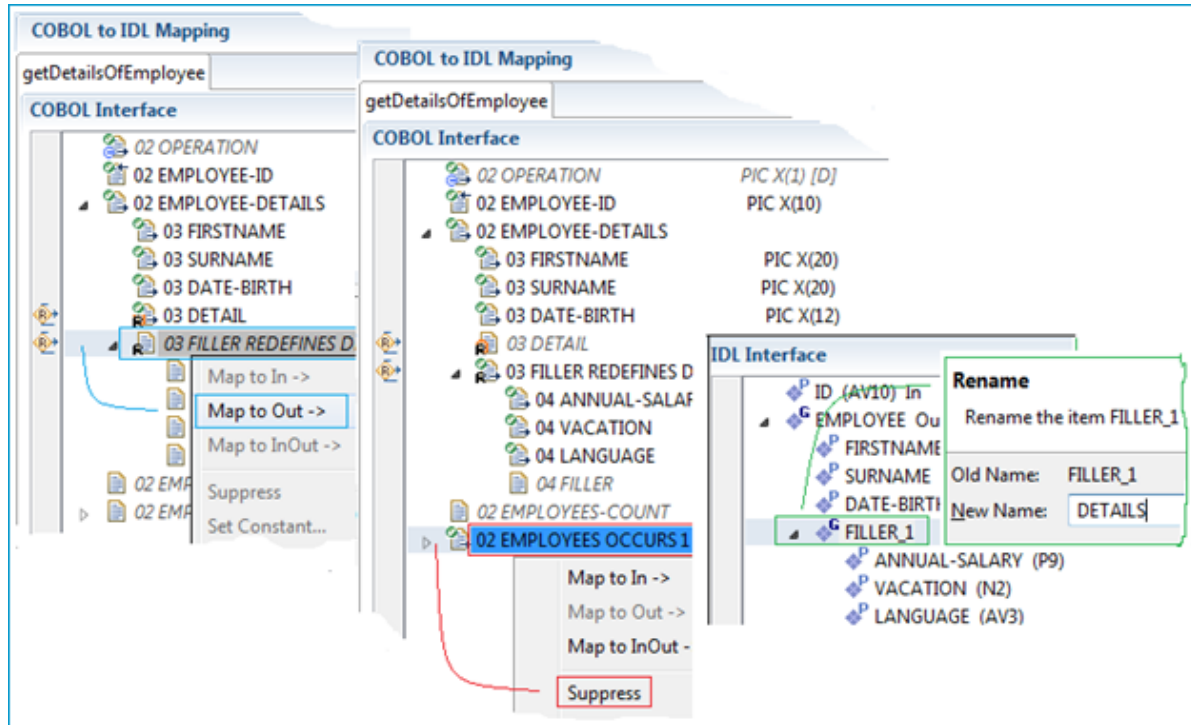 COBOL to IDL Mapping
getDetailsOfEmployee
COBOL Interface
02 OPERATION
02 EMPLOYEE-ID
02 EMPLOYEE-DETAILS
03 FIRSTNAME
03 SURNAME
03 DATE-BIRTH
03 DETAIL
03 FILLER REDEFINES D
Map to In ->
Map to Out ->
Map to InOut ->
Suppress
Set Constant...
02 EMP
02 EMP
COBOL to IDL Mapping
getDetailsOfEmployee
COBOL Interface
02 OPERATION PIC X(1) [D]
02 EMPLOYEE-ID PIC X(10)
02 EMPLOYEE-DETAILS
03 FIRSTNAME PIC X(20)
03 SURNAME PIC X(20)
03 DATE-BIRTH PIC X(12)
03 DETAIL
03 FILLER REDEFINES D
04 ANNUAL-SALAR
04 VACATION
04 LANGUAGE
04 FILLER
02 EMPLOYEES-COUNT
02 EMPLOYEES OCCURS 1
Map to In ->
Map to Out ->
Map to InOut -
Suppress
IDL Interface
ID (AV10) In
EMPLOYEE Ou
FIRSTNAME
SURNAME
DATE-BIRTH
FILLER_1
ANNUAL-SALARY (P9)
VACATION (N2)
LANGUAGE (AV3)
Rename
Rename the item FILLER_1
Old Name: FILLER_1
New Name: DETAILS